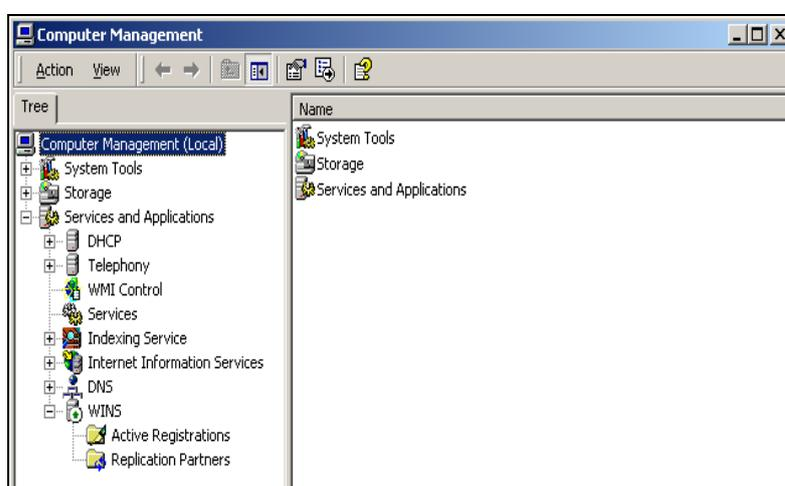 Computer Management
Action View
Tree
Name
Computer Management (Local)
System Tools
Storage
Services and Applications
DHCP
Telephony
WMI Control
Services
Indexing Service
Internet Information Services
DNS
WINS
Active Registrations
Replication Partners
System Tools
Storage
Services and Applications